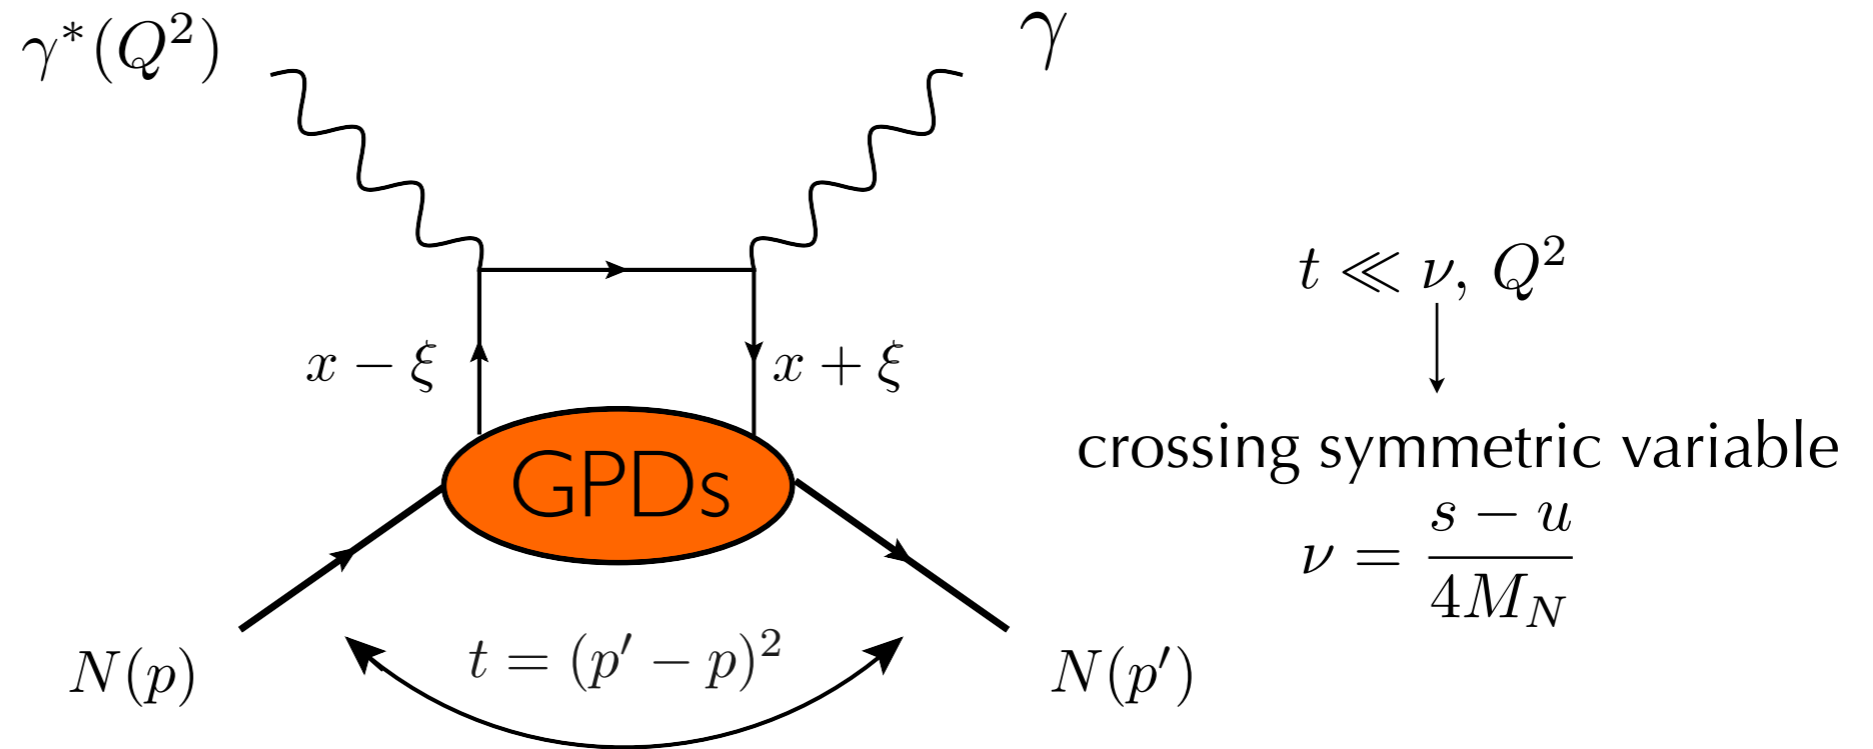 γ*(Q²)
γ
t ≪ ν, Q²
x − ξ
x + ξ
crossing symmetric variable
GPDs
ν = (s − u)/(4M_N)
t = (p′ − p)²
N(p)
N(p′)